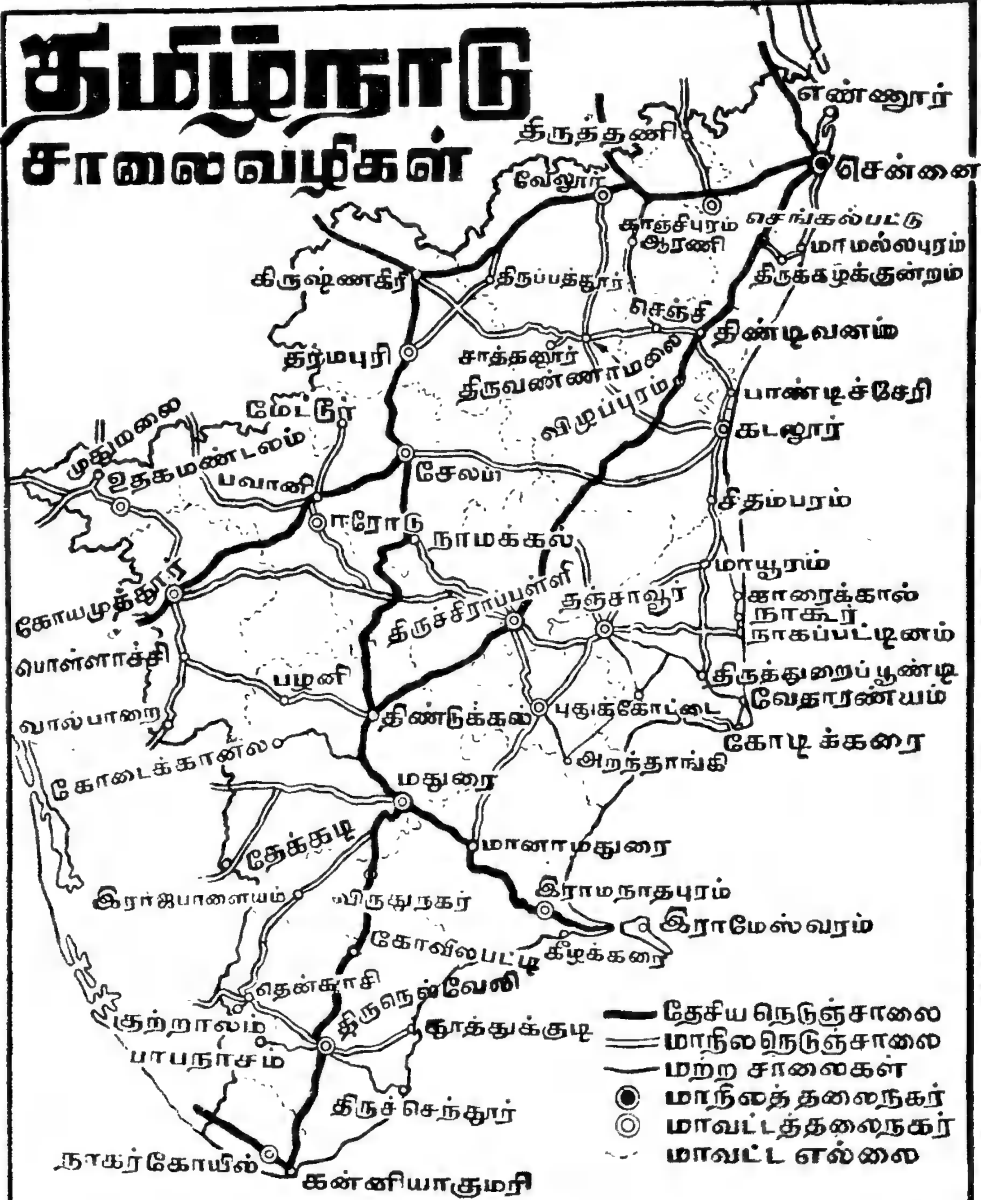 தமிழ்நாடு
சாலைவழிகள்
எண்ணூர்
திருத்தணி
சென்னை
வேலூர்
காஞ்சிபுரம்
செங்கல்பட்டு
ஆரணி
மாமல்லபுரம்
திருக்கழுக்குன்றம்
கிருஷ்ணகிரி
திருப்பத்தூர்
செஞ்சி
திண்டிவனம்
தர்மபுரி
சாத்தனூர்
திருவண்ணாமலை
பாண்டிச்சேரி
விழுப்புரம்
மேட்டூர்
கடலூர்
முதுமலை
உதகமண்டலம்
பவானி
சேலம்
சிதம்பரம்
ஈரோடு
நாமக்கல்
மாயூரம்
கோயமுத்தூர்
திருச்சிராப்பள்ளி
தஞ்சாவூர்
காரைக்கால்
நாகூர்
நாகப்பட்டினம்
பொள்ளாச்சி
பழனி
திருத்துறைப்பூண்டி
வேதாரண்யம்
வால்பாறை
திண்டுக்கல்
புதுக்கோட்டை
கோடிக்கரை
கோடைக்கானல்
அறந்தாங்கி
மதுரை
தேக்கடி
மானாமதுரை
இராஜபாளையம்
விருதுநகர்
இராமநாதபுரம்
இராமேஸ்வரம்
கோவில்பட்டி
கீழக்கரை
தென்காசி
திருநெல்வேலி
குற்றாலம்
தூத்துக்குடி
பாபநாசம்
திருச்செந்தூர்
நாகர்கோயில்
கன்னியாகுமரி
தேசிய நெடுஞ்சாலை
மாநில நெடுஞ்சாலை
மற்ற சாலைகள்
மாநிலத் தலைநகர்
மாவட்டத்தலைநகர்
மாவட்ட எல்லை